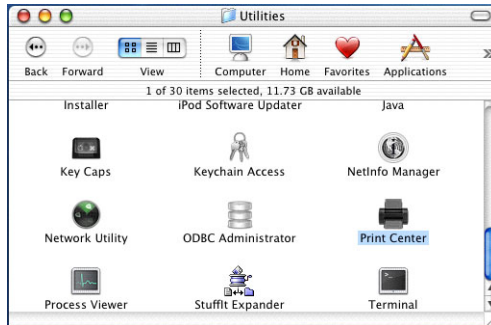 Utilities
Back Forward View Computer Home Favorites Applications
1 of 30 items selected, 11.73 GB available
Installer iPod Software Updater Java
Key Caps Keychain Access NetInfo Manager
Network Utility ODBC Administrator Print Center
Process Viewer StuffIt Expander Terminal